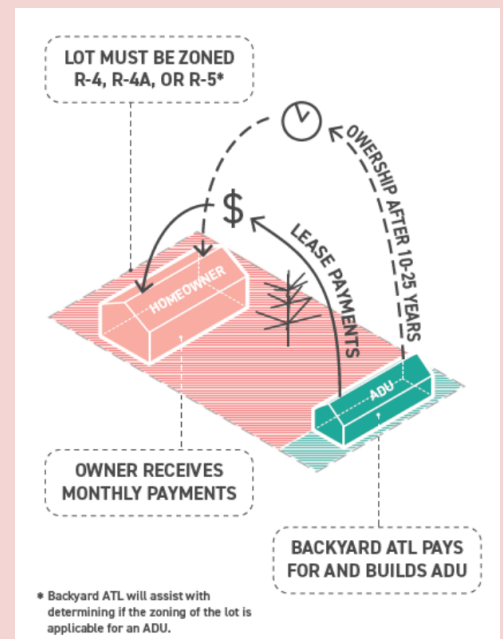 LOT MUST BE ZONED
R-4, R-4A, OR R-5*
OWERSHIP AFTER 10-25 YEARS
$
LEASE PAYMENTS
HOMEOWNER
ADU
OWNER RECEIVES
MONTHLY PAYMENTS
BACKYARD ATL PAYS
FOR AND BUILDS ADU
* Backyard ATL will assist with
determining if the zoning of the lot is
applicable for an ADU.